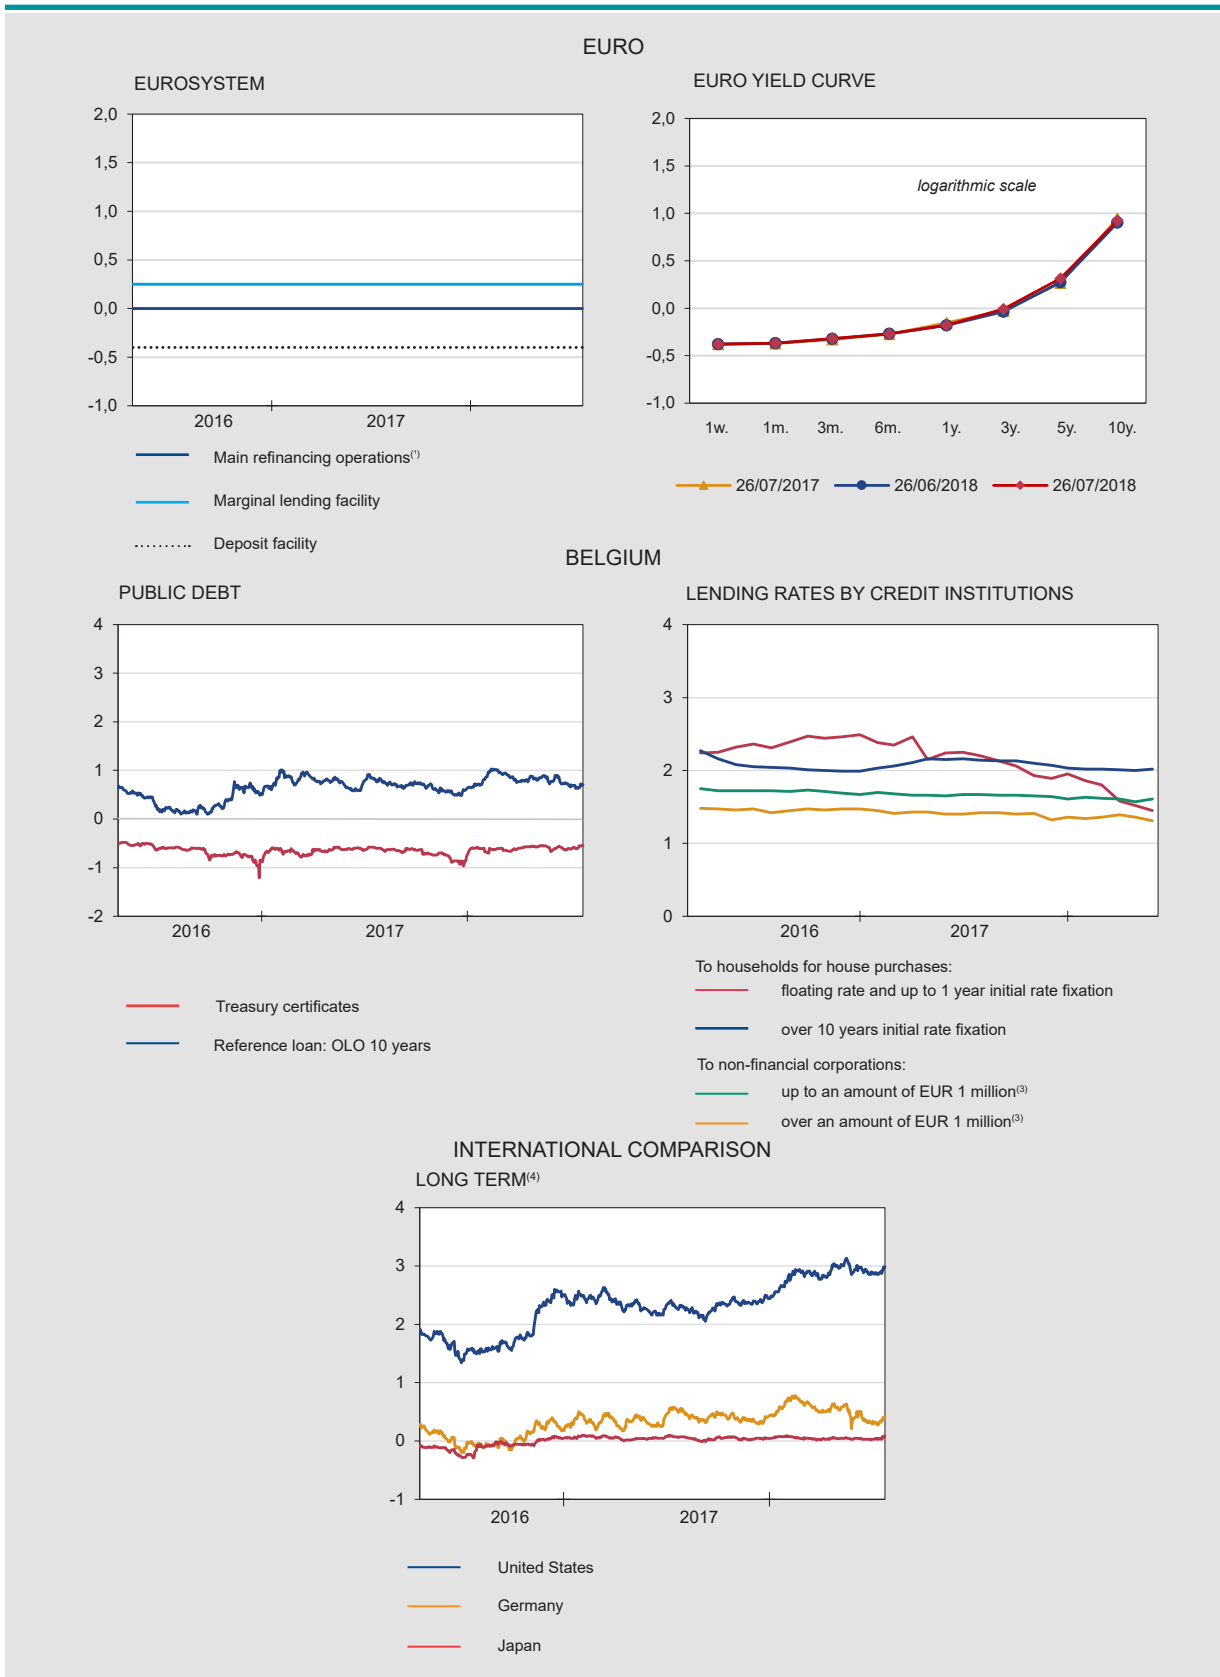 EURO
EUROSYSTEM
2,0
1,5
1,0
0,5
0,0
-0,5
-1,0
2016 2017
Main refinancing operations(¹)
Marginal lending facility
Deposit facility
EURO YIELD CURVE
2,0
1,5
1,0
0,5
0,0
-0,5
-1,0
logarithmic scale
1w. 1m. 3m. 6m. 1y. 3y. 5y. 10y.
26/07/2017 26/06/2018 26/07/2018
BELGIUM
PUBLIC DEBT
4
3
2
1
0
-1
-2
2016 2017
Treasury certificates
Reference loan: OLO 10 years
LENDING RATES BY CREDIT INSTITUTIONS
4
3
2
1
0
2016 2017
To households for house purchases:
floating rate and up to 1 year initial rate fixation
over 10 years initial rate fixation
To non-financial corporations:
up to an amount of EUR 1 million(3)
over an amount of EUR 1 million(3)
INTERNATIONAL COMPARISON
LONG TERM(4)
4
3
2
1
0
-1
2016 2017
United States
Germany
Japan